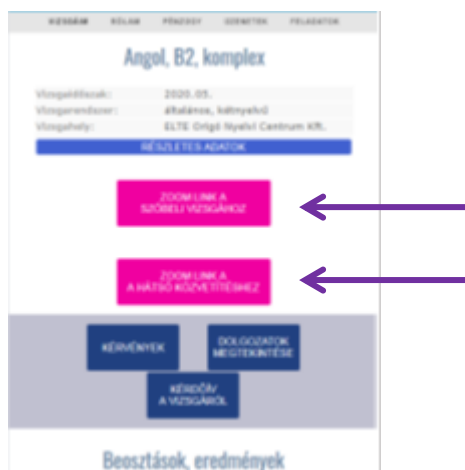 VIZSGÁIM RÓLAM PÉNZÜGY ÜZENETEK FELADATOK
Angol, B2, komplex
Vizsgaidőszak: 2020.05.
Vizsgarendszer: általános, kétnyelvű
Vizsgahely: ELTE Origó Nyelvi Centrum Kft.
RÉSZLETES ADATOK
ZOOM LINK A
SZÓBELI VIZSGÁHOZ
ZOOM LINK A
A HÁTSÓ KÖZVETÍTÉSHEZ
KÉRVÉNYEK
DOLGOZATOK
MEGTEKINTÉSE
KÉRDŐÍV
A VIZSGÁRÓL
Beosztások, eredmények